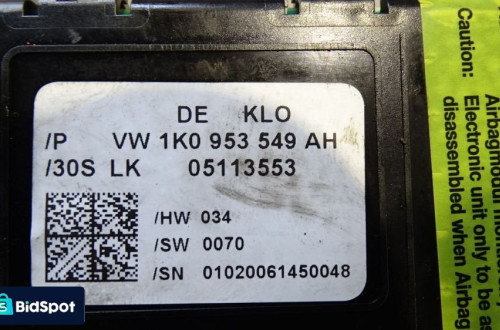 DE KLO
/P VW 1K0 953 549 AH
/30S LK 05113553
/HW 034
/SW 0070
/SN 01020061450048
Caution:
Electronic unit only to be
disassembled when Airbag
BidSpot